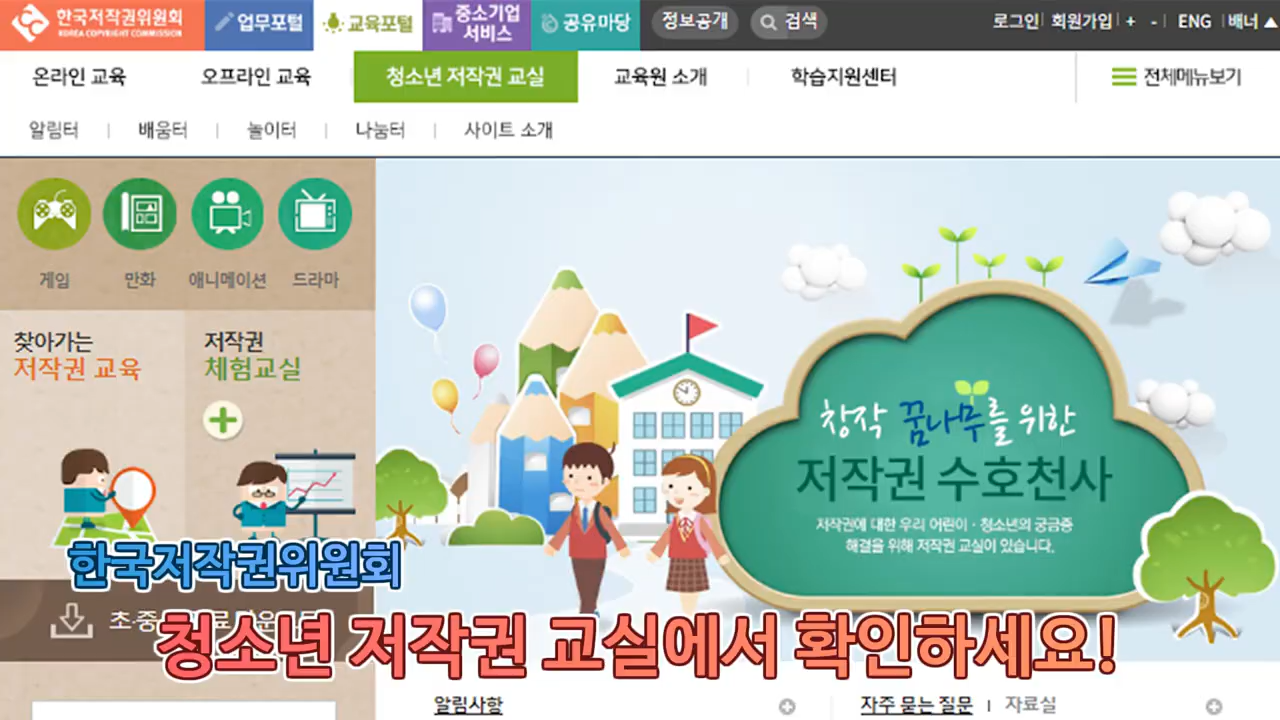 한국저작권위원회
KOREA COPYRIGHT COMMISSION
업무포털
교육포털
중소기업
서비스
공유마당
정보공개
검색
로그인 회원가입 + - ENG 배너 ▲
온라인 교육 오프라인 교육 청소년 저작권 교실 교육원 소개 학습지원센터 전체메뉴보기
알림터 | 배움터 | 놀이터 | 나눔터 | 사이트 소개
게임 만화 애니메이션 드라마
찾아가는
저작권 교육
저작권
체험교실
창작 꿈나무를 위한
저작권 수호천사
저작권에 대한 우리 어린이 · 청소년의 궁금증
해결을 위해 저작권 교실이 있습니다.
한국저작권위원회
초·중
청소년 저작권 교실에서 확인하세요!
알림사항
자주 묻는 질문 | 자료실